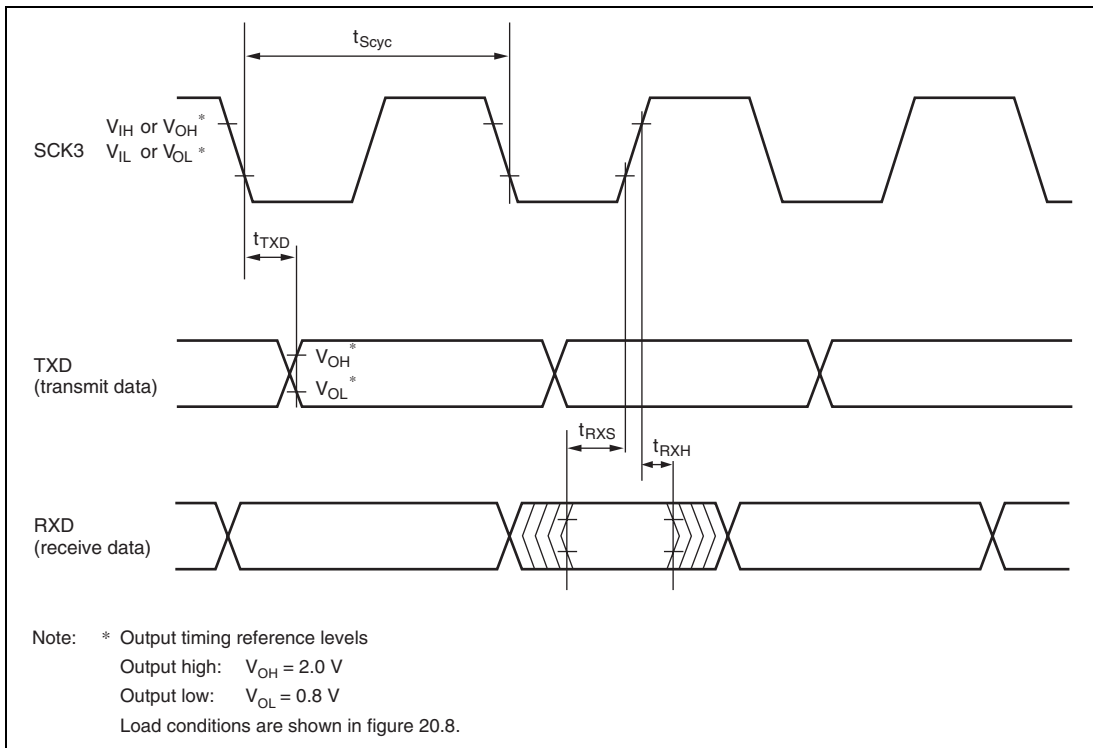 tScyc
VIH or VOH*
SCK3
VIL or VOL*
tTXD
TXD
(transmit data)
VOH*
VOL*
tRXS
tRXH
RXD
(receive data)
Note: * Output timing reference levels
Output high: VOH = 2.0 V
Output low: VOL = 0.8 V
Load conditions are shown in figure 20.8.